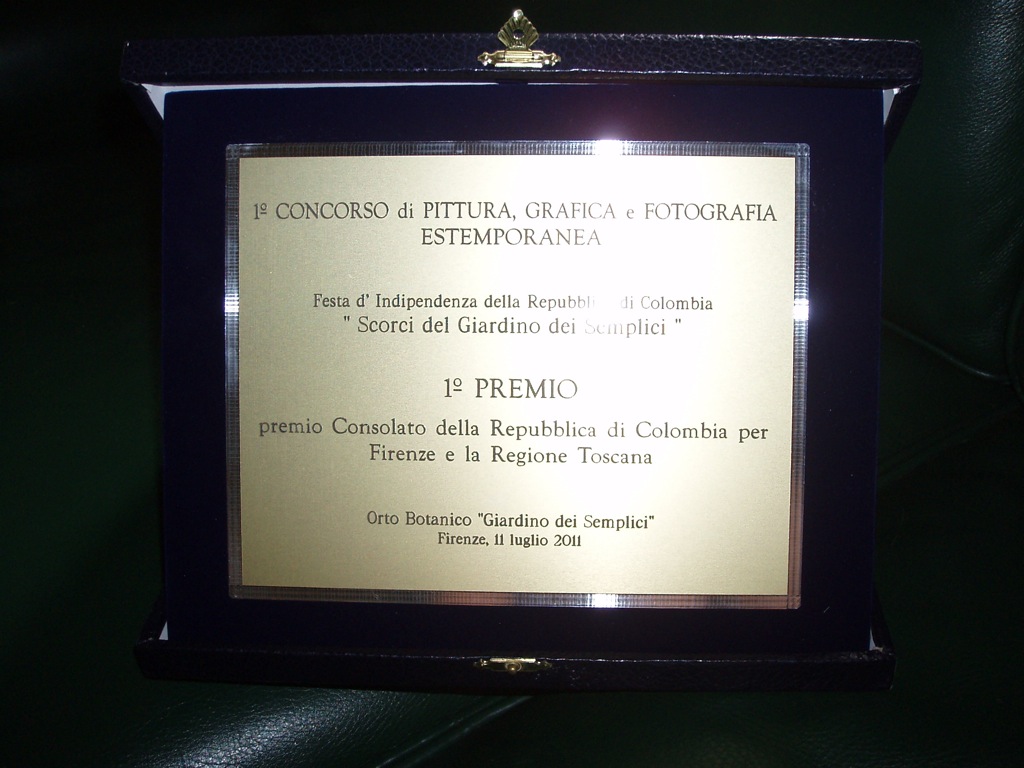 1º CONCORSO di PITTURA, GRAFICA e FOTOGRAFIA
ESTEMPORANEA
Festa d' Indipendenza della Repubblica di Colombia
" Scorci del Giardino dei Semplici "
1º PREMIO
premio Consolato della Repubblica di Colombia per
Firenze e la Regione Toscana
Orto Botanico "Giardino dei Semplici"
Firenze, 11 luglio 2011